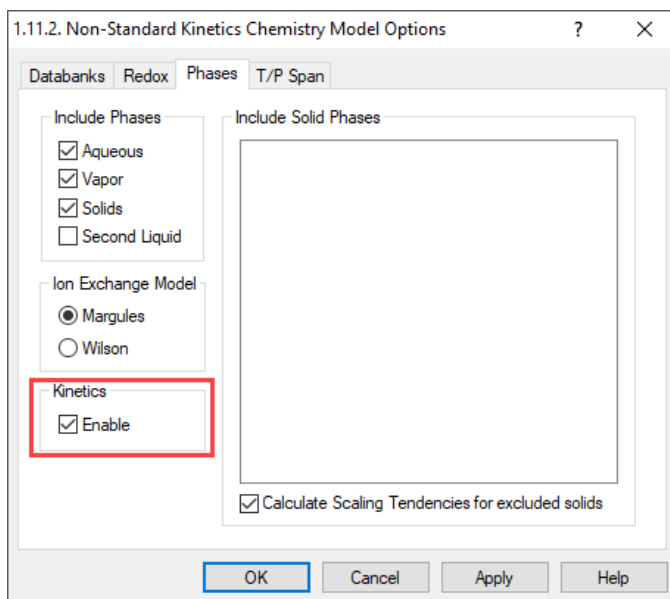 1.11.2. Non-Standard Kinetics Chemistry Model Options ? ×
Databanks Redox Phases T/P Span
Include Phases
Aqueous
Vapor
Solids
Second Liquid
Ion Exchange Model
Margules
Wilson
Kinetics
Enable
Include Solid Phases
Calculate Scaling Tendencies for excluded solids
OK Cancel Apply Help